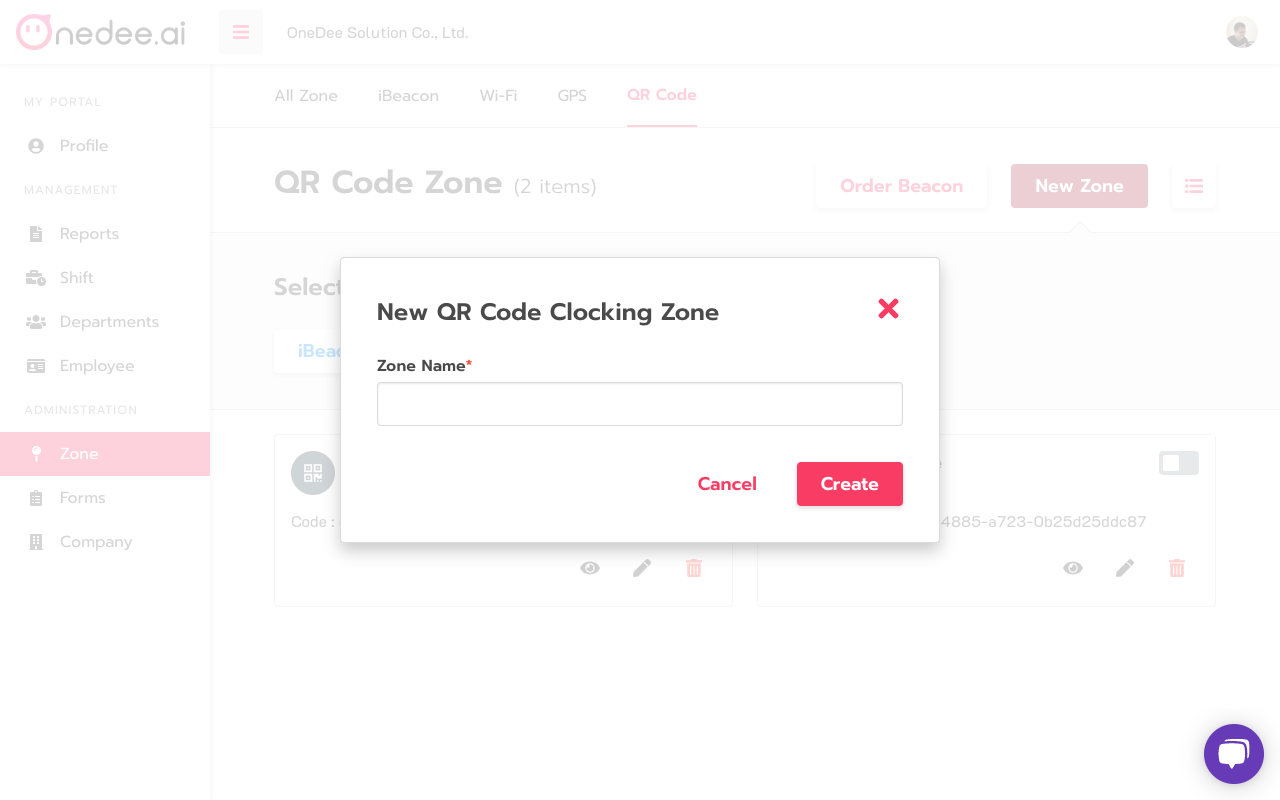 nedee.ai
OneDee Solution Co., Ltd.
MY PORTAL
Profile
MANAGEMENT
Reports
Shift
Departments
Employee
ADMINISTRATION
Zone
Forms
Company
All Zone
iBeacon
Wi-Fi
GPS
QR Code
QR Code Zone (2 items)
Order Beacon
New Zone
Select
New QR Code Clocking Zone
Zone Name*
Cancel
Create
Code :
4885-a723-0b25d25ddc87